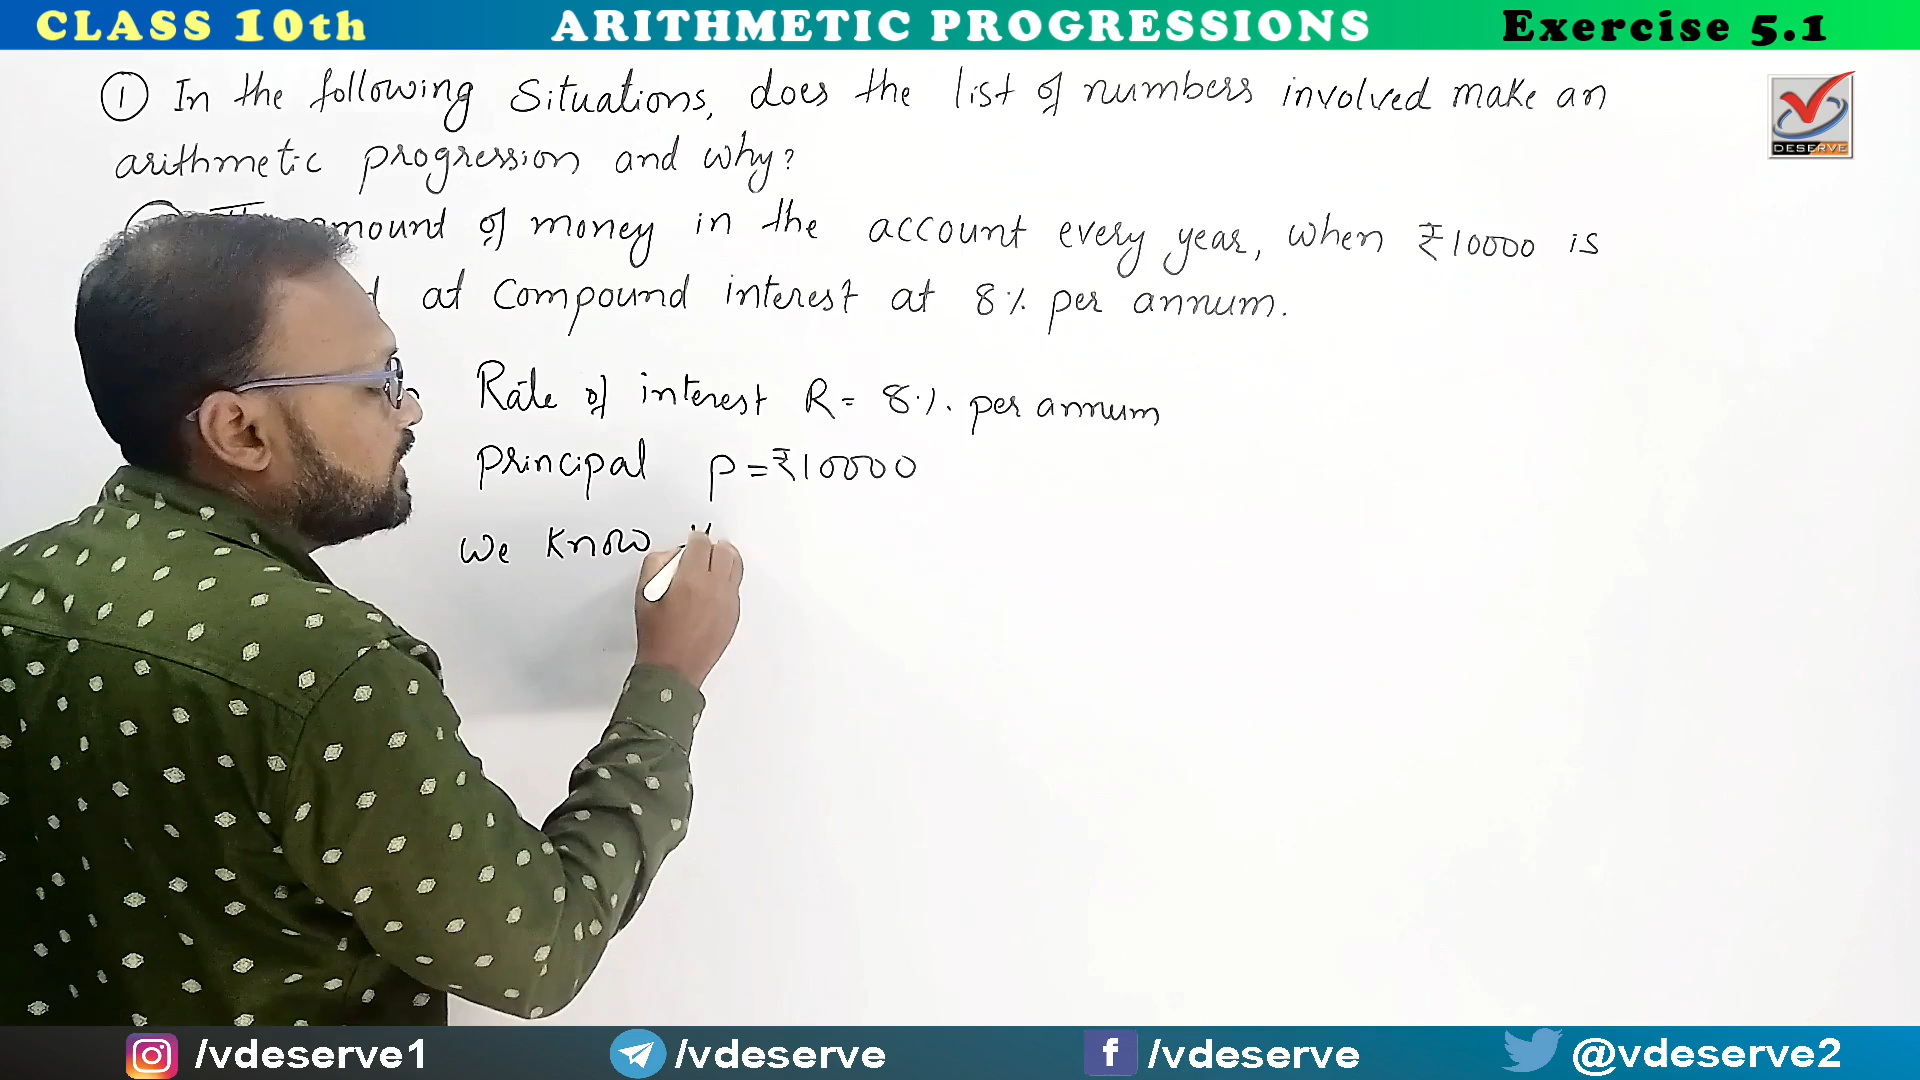 CLASS 10th ARITHMETIC PROGRESSIONS Exercise 5.1
① In the following Situations, does the list of numbers involved make an
DESERVE
arithmetic progression and why?
of money in the account every year, when ₹10000 is
at Compound interest at 8% per annum.
Rate of interest R = 8%. per annum
principal P = ₹10000
We know
/vdeserve1 /vdeserve /vdeserve @vdeserve2